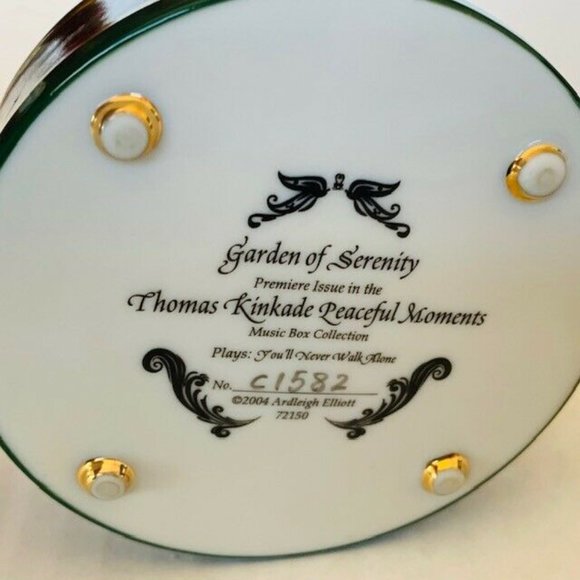 Garden of Serenity
Premiere Issue in the
Thomas Kinkade Peaceful Moments
Music Box Collection
Plays: You'll Never Walk Alone
No. C1582
©2004 Ardleigh Elliott
72150